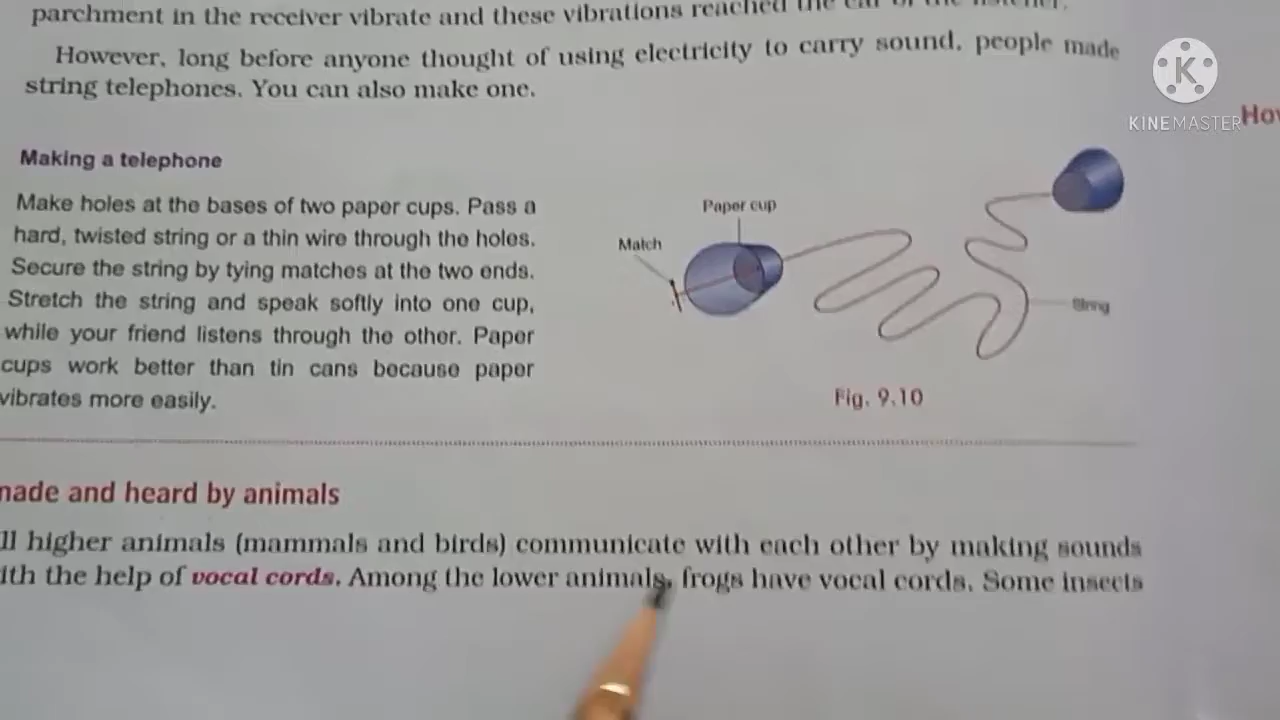 parchment in the receiver vibrate and these vibrations reached the ear of the listener.
However, long before anyone thought of using electricity to carry sound, people made
string telephones. You can also make one.
KINEMASTER
Making a telephone
Make holes at the bases of two paper cups. Pass a
hard, twisted string or a thin wire through the holes.
Secure the string by tying matches at the two ends.
Stretch the string and speak softly into one cup,
while your friend listens through the other. Paper
cups work better than tin cans because paper
vibrates more easily.
Paper cup
Match
String
Fig. 9.10
made and heard by animals
higher animals (mammals and birds) communicate with each other by making sounds
the help of vocal cords. Among the lower animals, frogs have vocal cords. Some insects